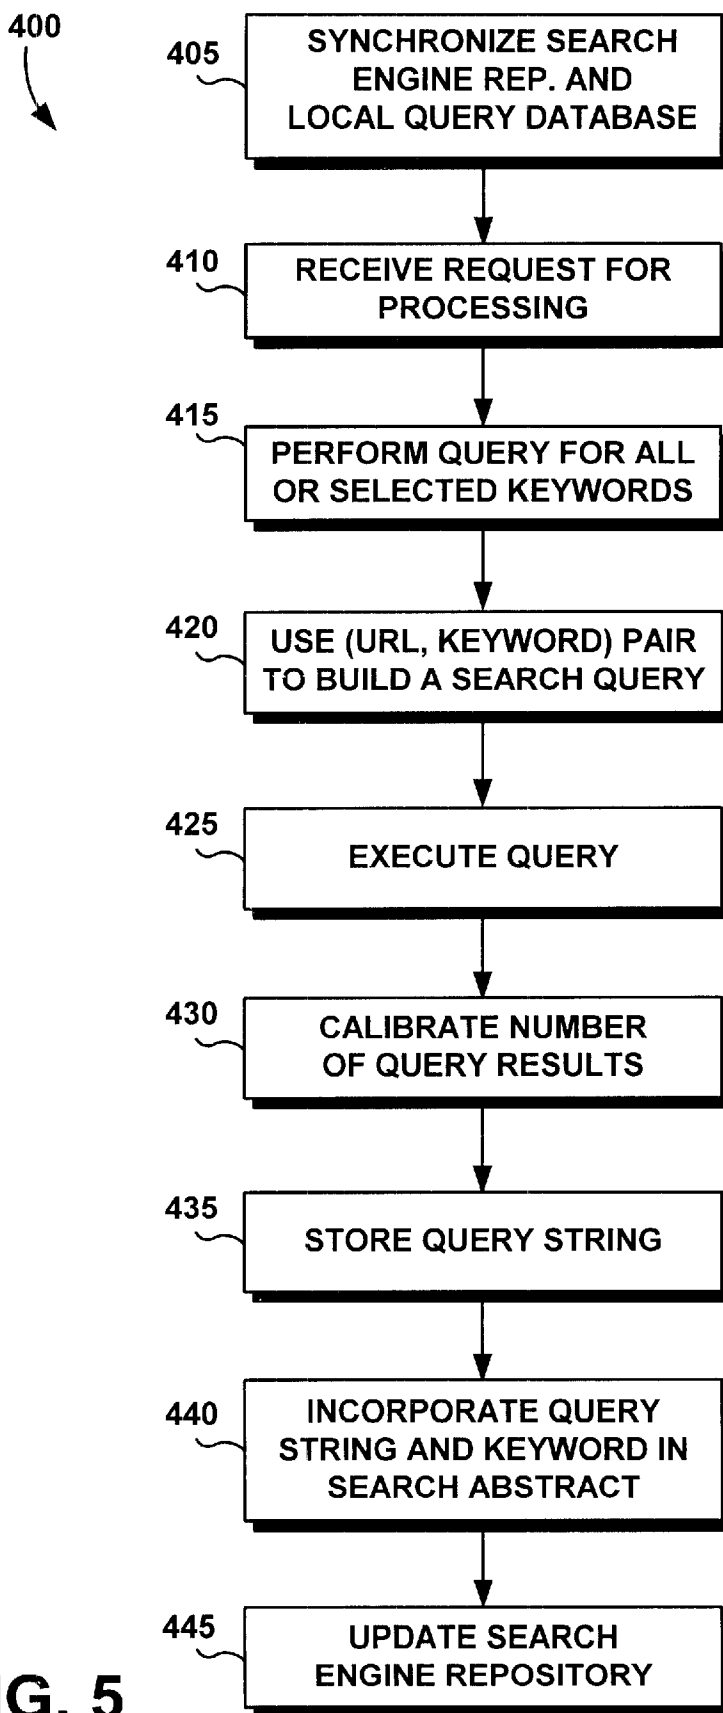 400
405
SYNCHRONIZE SEARCH
ENGINE REP. AND
LOCAL QUERY DATABASE
410
RECEIVE REQUEST FOR
PROCESSING
415
PERFORM QUERY FOR ALL
OR SELECTED KEYWORDS
420
USE (URL, KEYWORD) PAIR
TO BUILD A SEARCH QUERY
425
EXECUTE QUERY
430
CALIBRATE NUMBER
OF QUERY RESULTS
435
STORE QUERY STRING
440
INCORPORATE QUERY
STRING AND KEYWORD IN
SEARCH ABSTRACT
445
UPDATE SEARCH
ENGINE REPOSITORY
IG. 5